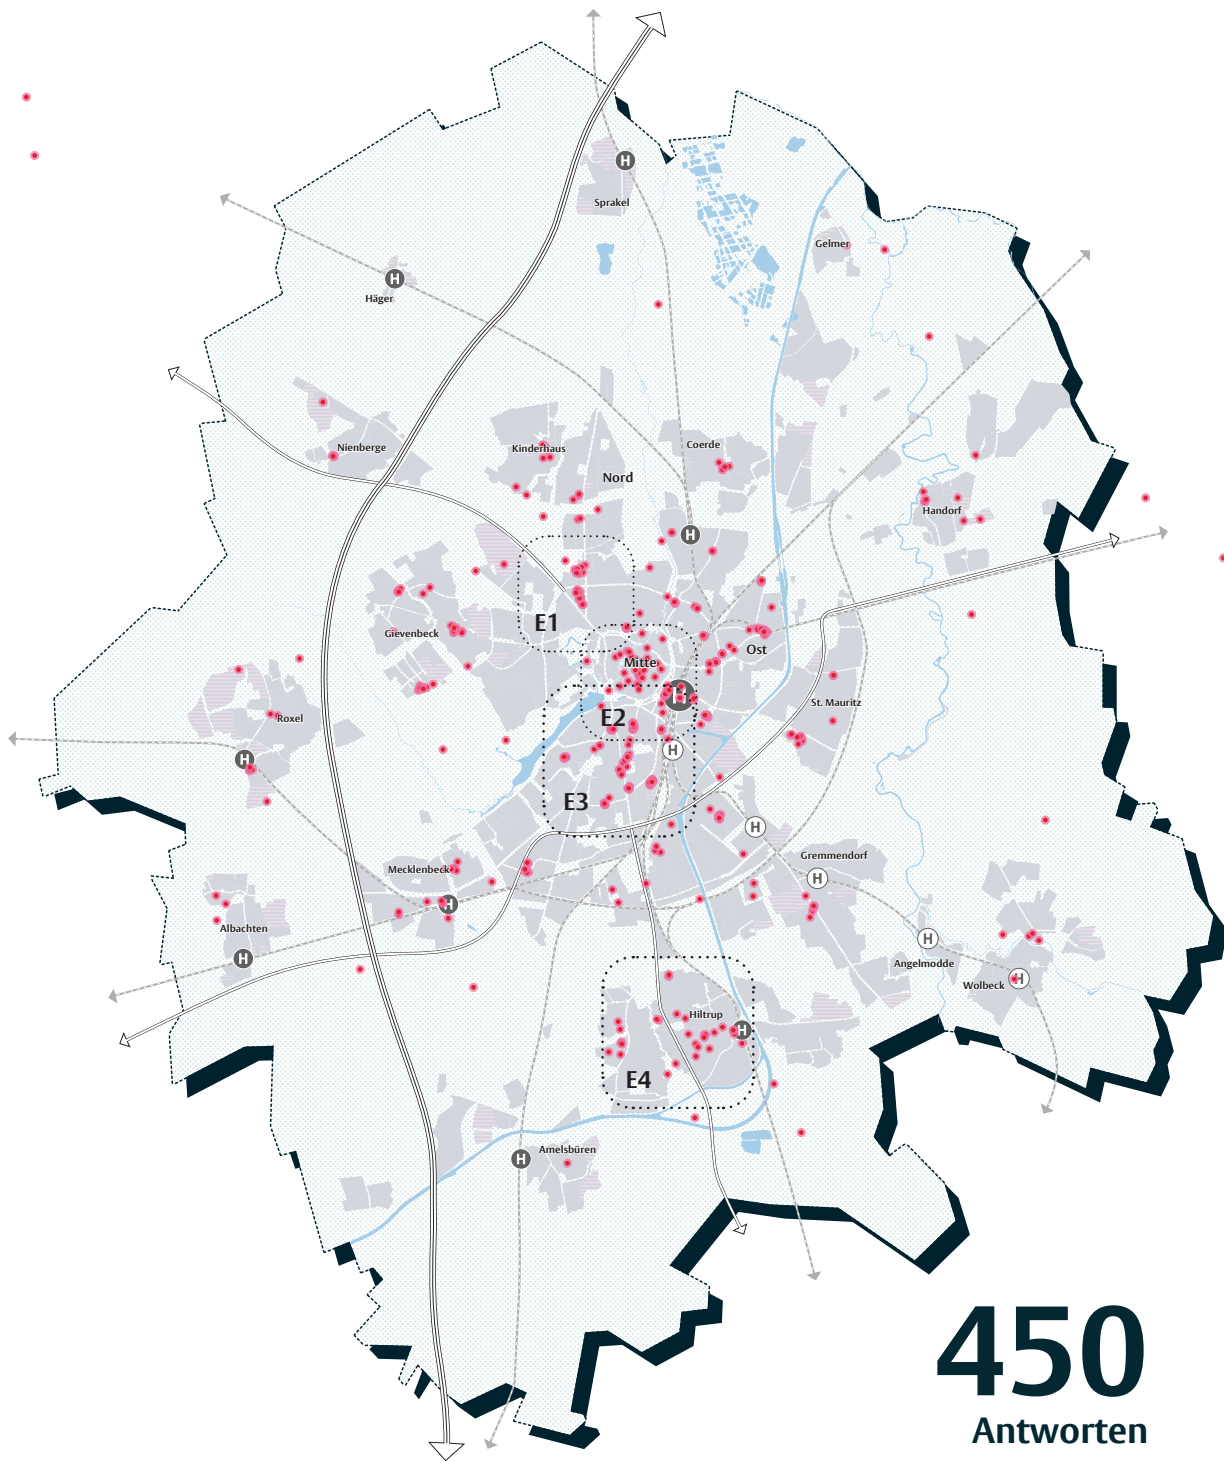 H
Sprakel
Gelmer
H
Häger
Nienberge
Kinderhaus
Coerde
Nord
Handorf
H
E1
Gievenbeck
Mitte
Ost
H
St. Mauritz
Roxel
E2
H
H
E3
H
Mecklenbeck
Gremmendorf
H
H
Albachten
H
H
Angelmodde
Wolbeck
H
Hiltrup
H
E4
Amelsbüren
H
450
Antworten